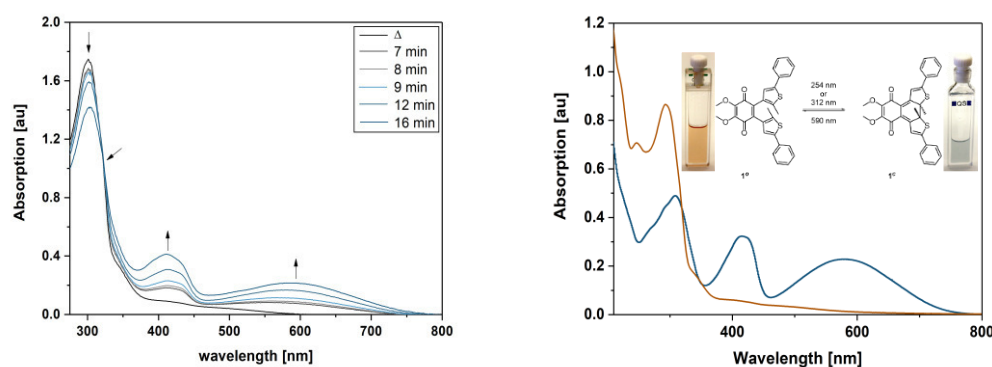 2.0
1.6
1.2
0.8
0.4
0.0
Absorption [au]
300 400 500 600 700 800
wavelength [nm]
Δ
7 min
8 min
9 min
12 min
16 min
1.2
1.0
0.8
0.6
0.4
0.2
0.0
Absorption [au]
400 600 800
Wavelength [nm]
O
O
O
O
S
S
1ᵒ
254 nm
or
312 nm
590 nm
O
O
O
O
S
S
1ᶜ
QS